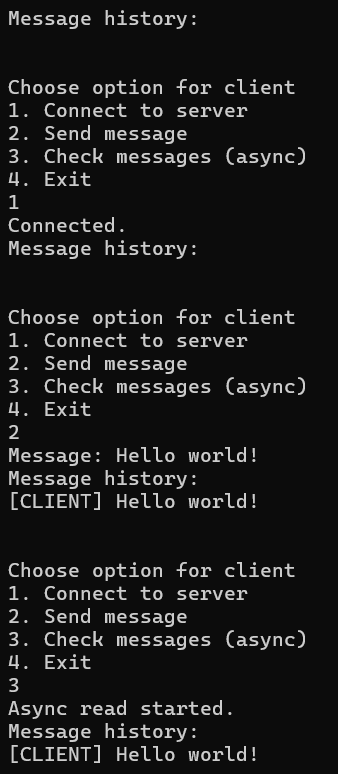 Message history:
Choose option for client
1. Connect to server
2. Send message
3. Check messages (async)
4. Exit
1
Connected.
Message history:
Choose option for client
1. Connect to server
2. Send message
3. Check messages (async)
4. Exit
2
Message: Hello world!
Message history:
[CLIENT] Hello world!
Choose option for client
1. Connect to server
2. Send message
3. Check messages (async)
4. Exit
3
Async read started.
Message history:
[CLIENT] Hello world!